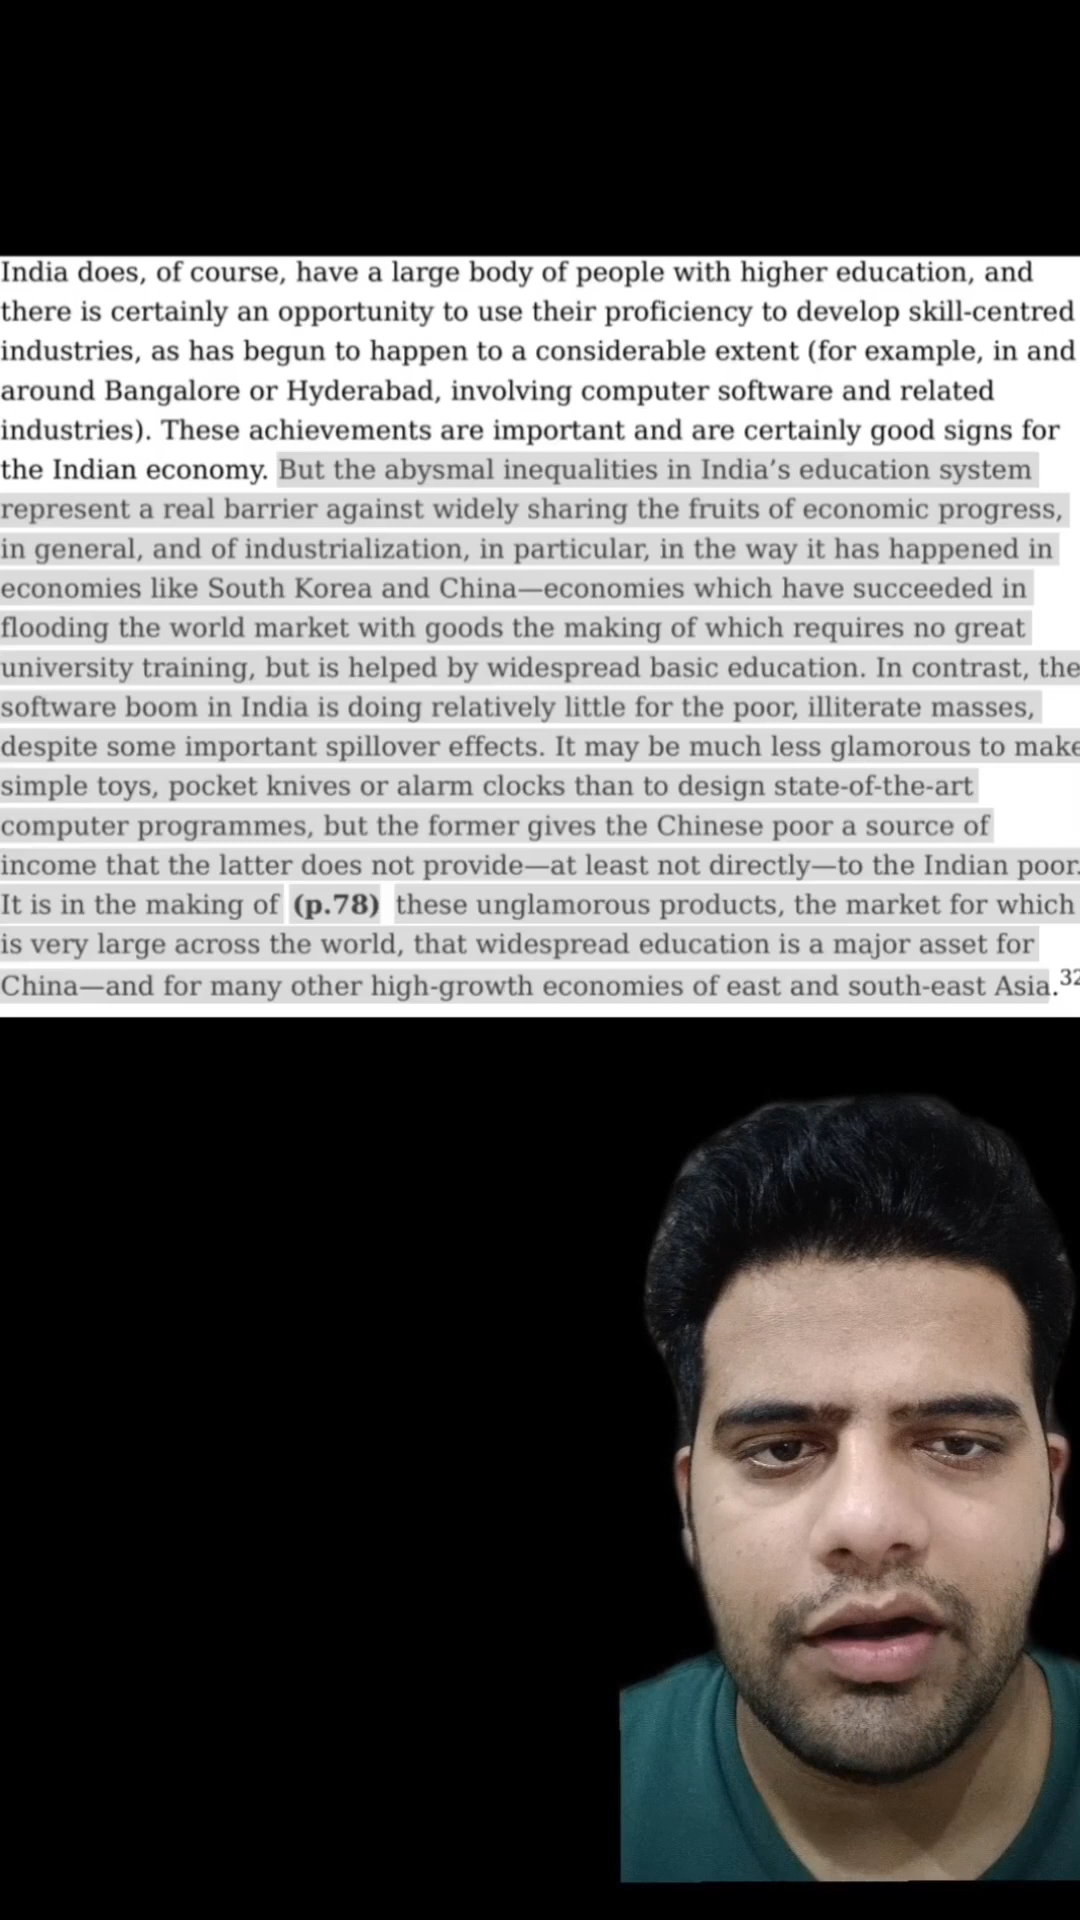 India does, of course, have a large body of people with higher education, and
there is certainly an opportunity to use their proficiency to develop skill-centred
industries, as has begun to happen to a considerable extent (for example, in and
around Bangalore or Hyderabad, involving computer software and related
industries). These achievements are important and are certainly good signs for
the Indian economy. But the abysmal inequalities in India’s education system
represent a real barrier against widely sharing the fruits of economic progress,
in general, and of industrialization, in particular, in the way it has happened in
economies like South Korea and China—economies which have succeeded in
flooding the world market with goods the making of which requires no great
university training, but is helped by widespread basic education. In contrast, the
software boom in India is doing relatively little for the poor, illiterate masses,
despite some important spillover effects. It may be much less glamorous to make
simple toys, pocket knives or alarm clocks than to design state-of-the-art
computer programmes, but the former gives the Chinese poor a source of
income that the latter does not provide—at least not directly—to the Indian poor.
It is in the making of (p.78) these unglamorous products, the market for which
is very large across the world, that widespread education is a major asset for
China—and for many other high-growth economies of east and south-east Asia.32